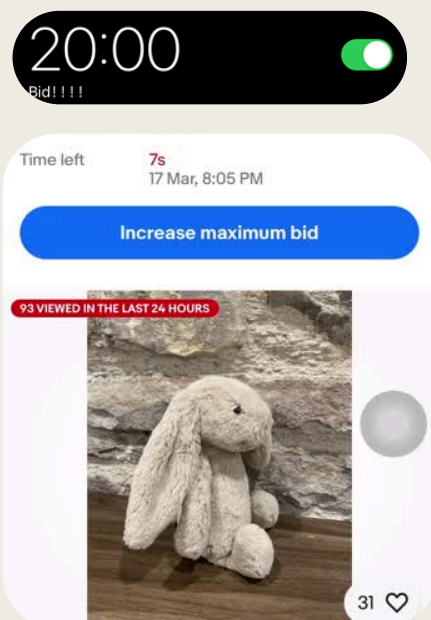 20:00
Bid!!!!
Time left 7s
17 Mar, 8:05 PM
Increase maximum bid
93 VIEWED IN THE LAST 24 HOURS
31